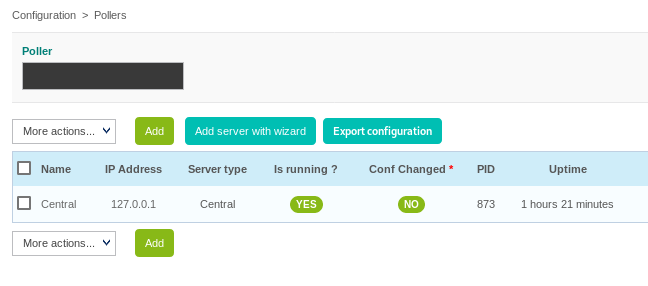 Configuration > Pollers
Poller
More actions... Add Add server with wizard Export configuration
Name IP Address Server type Is running ? Conf Changed * PID Uptime
Central 127.0.0.1 Central YES NO 873 1 hours 21 minutes
More actions... Add